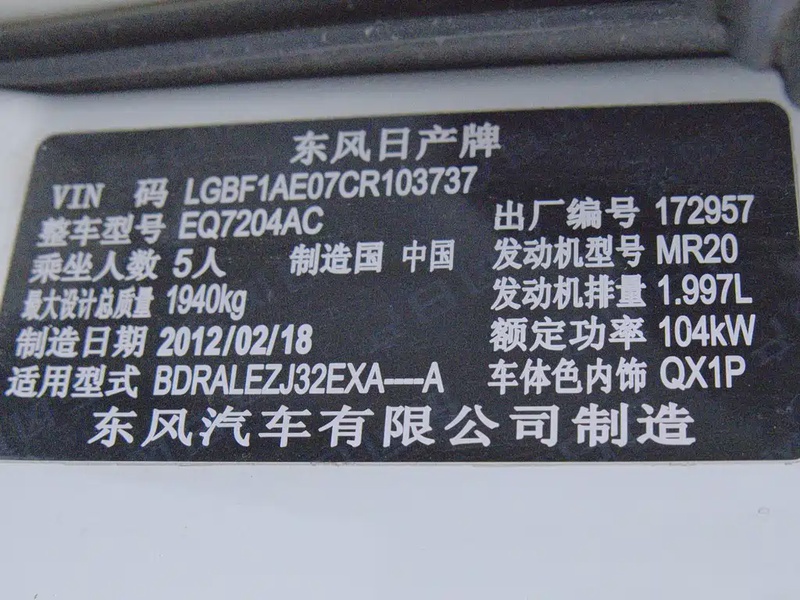 东风日产牌
VIN 码 LGBF1AE07CR103737
整车型号 EQ7204AC 出厂编号 172957
乘坐人数 5人 制造国 中国 发动机型号 MR20
最大设计总质量 1940kg 发动机排量 1.997L
制造日期 2012/02/18 额定功率 104kW
适用型式 BDRALEZJ32EXA----A 车体色内饰 QX1P
东风汽车有限公司制造